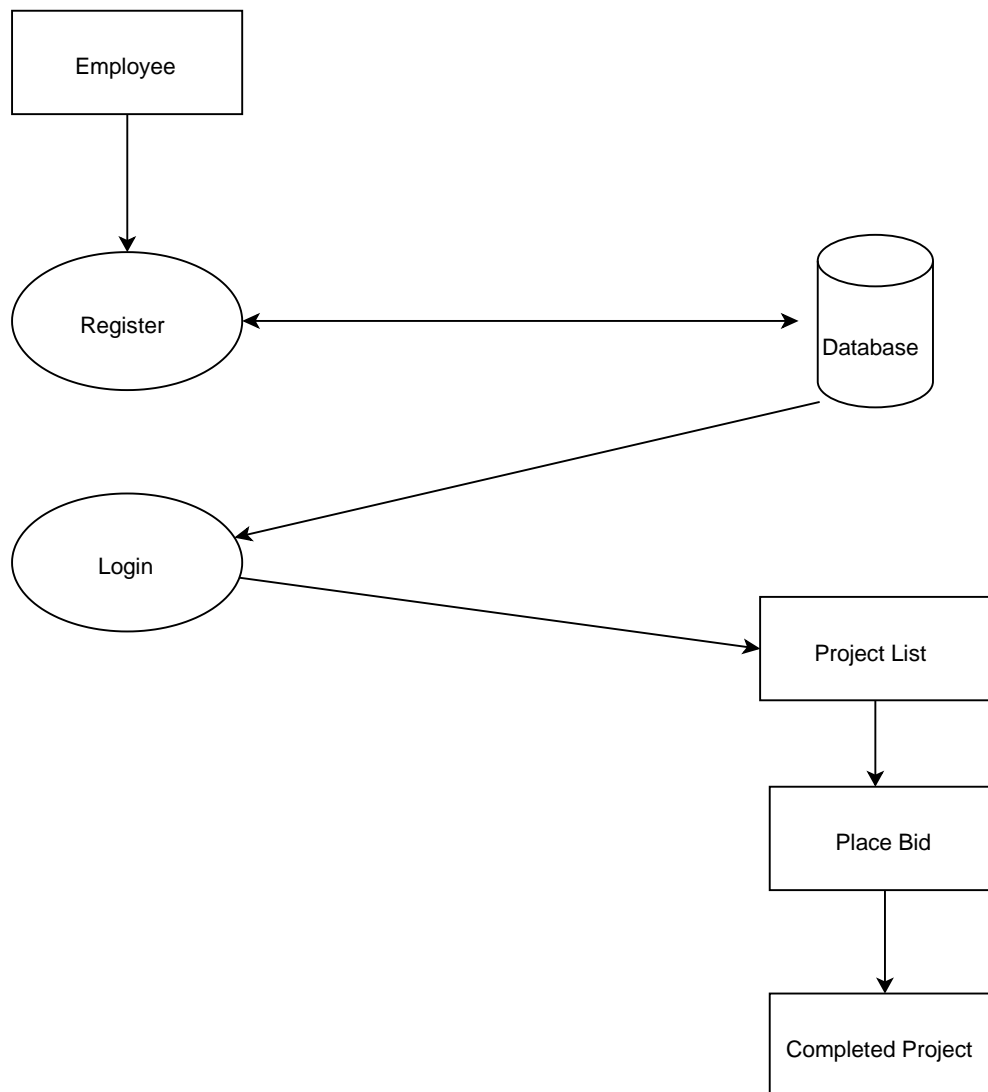 Employee
Register
Database
Login
Project List
Place Bid
Completed Project